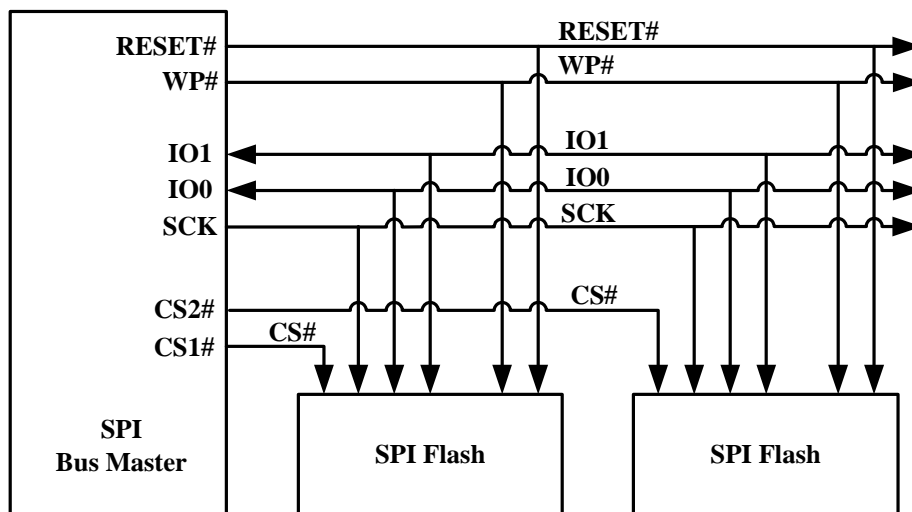 RESET#
RESET#
WP#
WP#
IO1
IO1
IO0
IO0
SCK
SCK
CS2#
CS#
CS1#
CS#
SPI
Bus Master
SPI Flash
SPI Flash